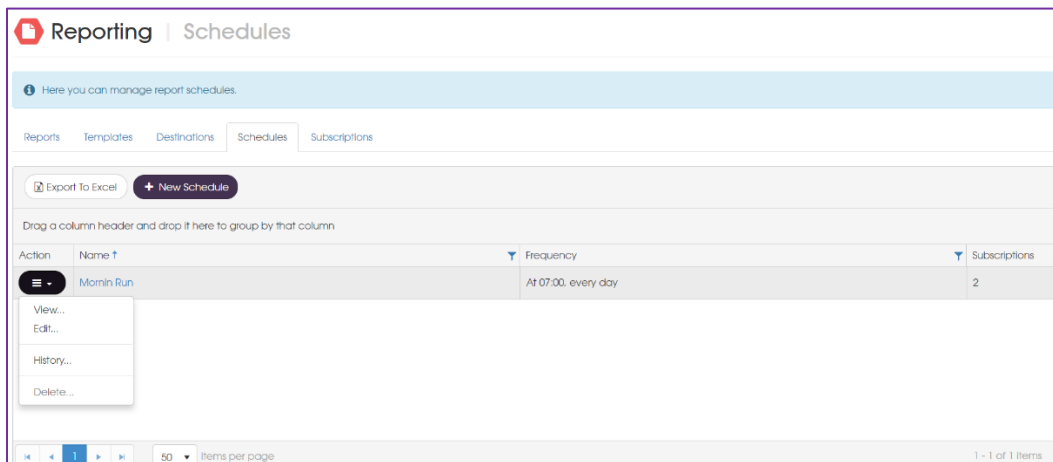 Reporting | Schedules
Here you can manage report schedules.
Reports Templates Destinations Schedules Subscriptions
Export To Excel + New Schedule
Drag a column header and drop it here to group by that column
Action Name ↑ Frequency Subscriptions
Mornin Run At 07:00, every day 2
View...
Edit...
History...
Delete...
1 50 items per page 1 - 1 of 1 items